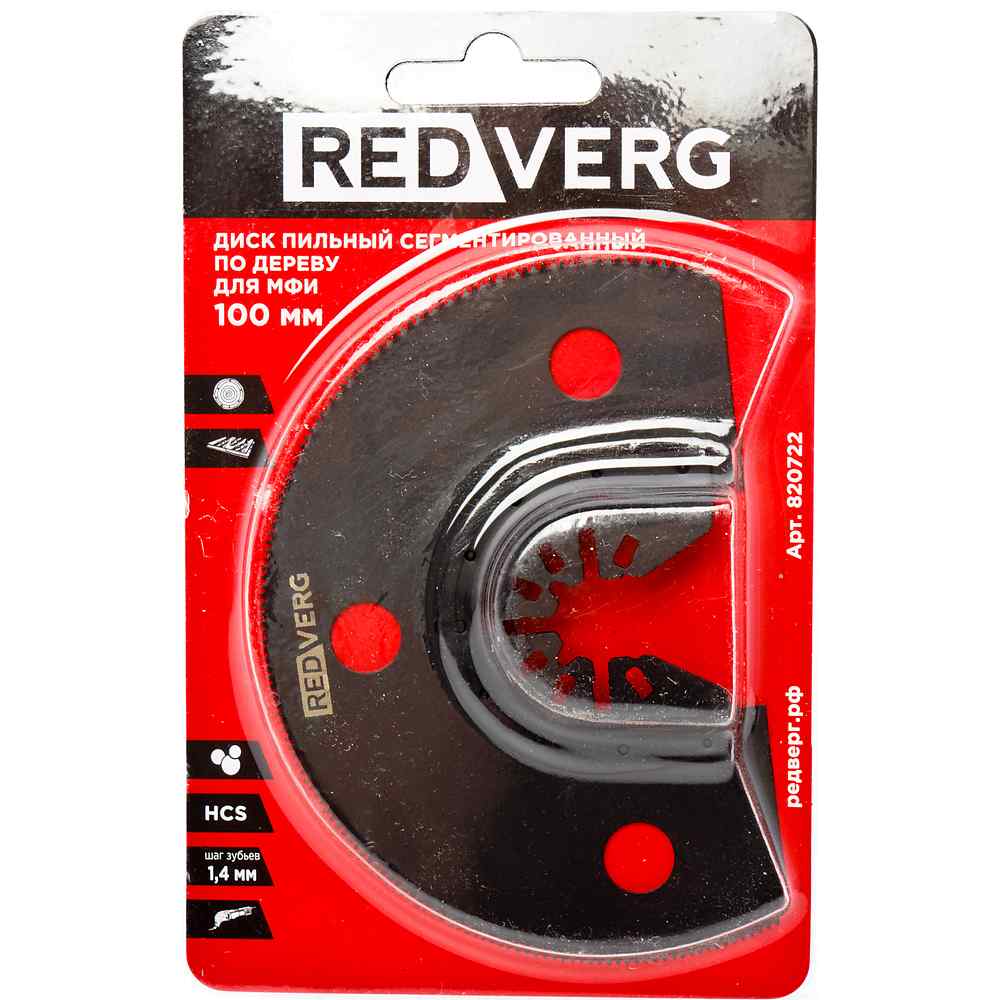 REDVERG
ДИСК ПИЛЬНЫЙ СЕГМЕНТИРОВАННЫЙ
ПО ДЕРЕВУ
ДЛЯ МФИ
100 мм
REDVERG
Арт. 820722
редверг.рф
HCS
шаг зубьев
1,4 мм